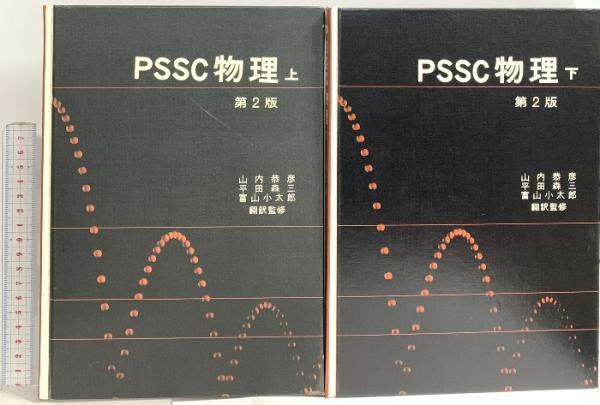 PSSC物理 上
第2版
山内恭彦
平田森三
富山小太郎
翻訳監修
PSSC物理 下
第2版
山内恭彦
平田森三
富山小太郎
翻訳監修